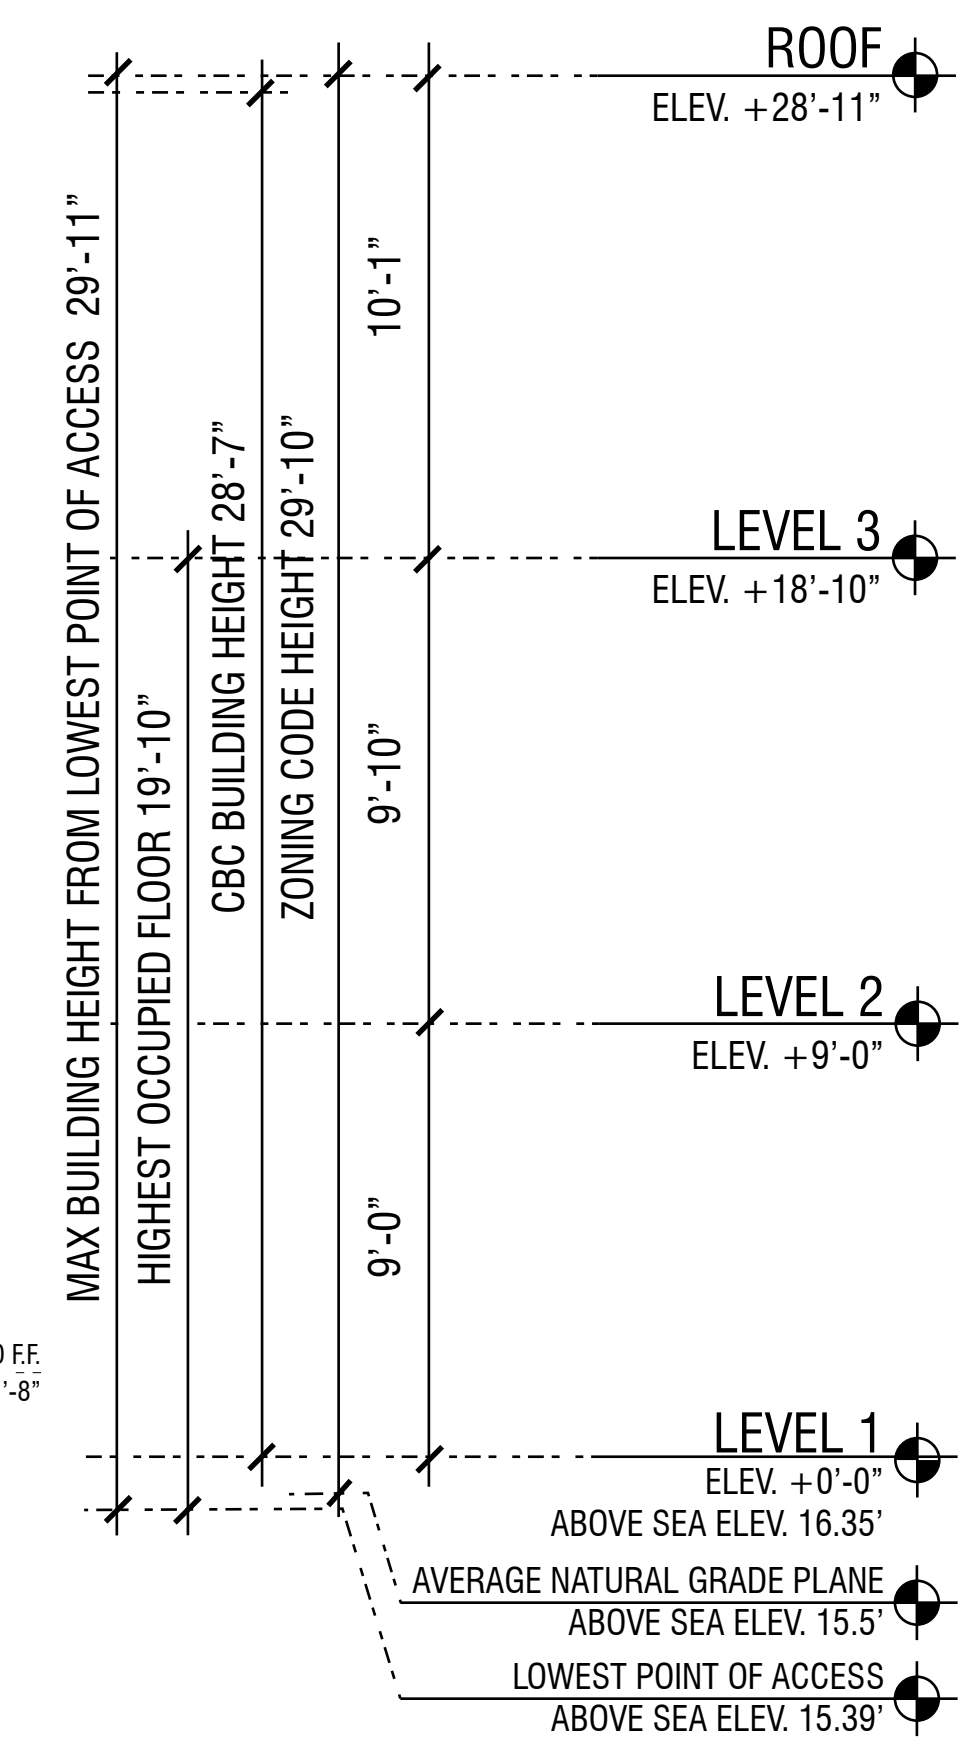 ROOF
ELEV. +28’-11”
MAX BUILDING HEIGHT FROM LOWEST POINT OF ACCESS 29’-11”
HIGHEST OCCUPIED FLOOR 19’-10”
CBC BUILDING HEIGHT 28’-7”
ZONING CODE HEIGHT 29’-10”
10’-1”
LEVEL 3
ELEV. +18’-10”
9’-10”
LEVEL 2
ELEV. +9’-0”
9’-0”
F.F.
’-8”
LEVEL 1
ELEV. +0’-0”
ABOVE SEA ELEV. 16.35’
AVERAGE NATURAL GRADE PLANE
ABOVE SEA ELEV. 15.5’
LOWEST POINT OF ACCESS
ABOVE SEA ELEV. 15.39’